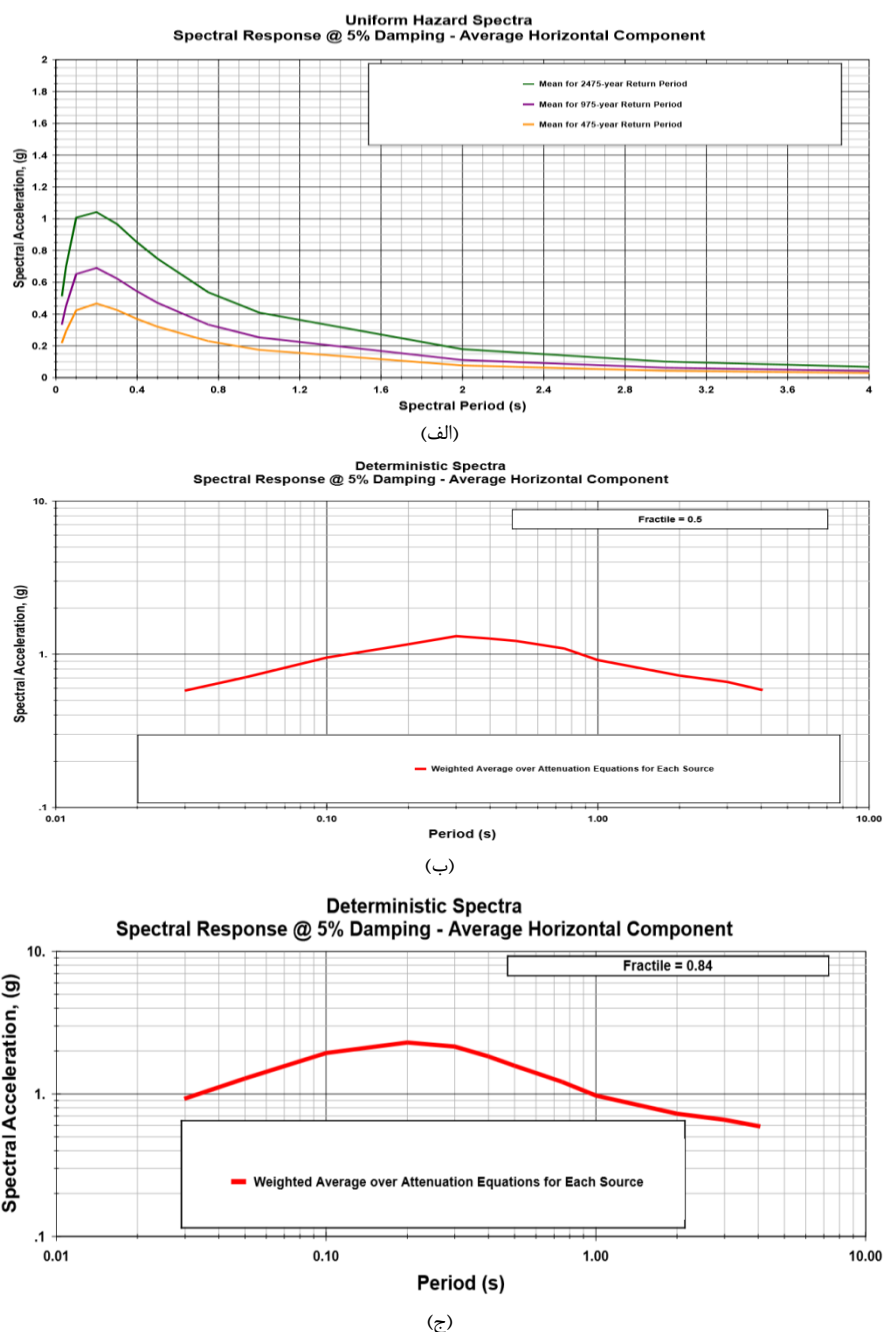 Uniform Hazard Spectra
Spectral Response @ 5% Damping - Average Horizontal Component
Spectral Acceleration, (g)
2
1.8
1.6
1.4
1.2
1
0.8
0.6
0.4
0.2
0
Mean for 2475-year Return Period
Mean for 975-year Return Period
Mean for 475-year Return Period
0 0.4 0.8 1.2 1.6 2 2.4 2.8 3.2 3.6 4
Spectral Period (s)
(الف)
Deterministic Spectra
Spectral Response @ 5% Damping - Average Horizontal Component
Spectral Acceleration, (g)
10.
1.
.1
Fractile = 0.5
Weighted Average over Attenuation Equations for Each Source
0.01 0.10 1.00 10.00
Period (s)
(ب)
Deterministic Spectra
Spectral Response @ 5% Damping - Average Horizontal Component
Spectral Acceleration, (g)
10.
1.
.1
Fractile = 0.84
Weighted Average over Attenuation Equations for Each Source
0.01 0.10 1.00 10.00
Period (s)
(ج)